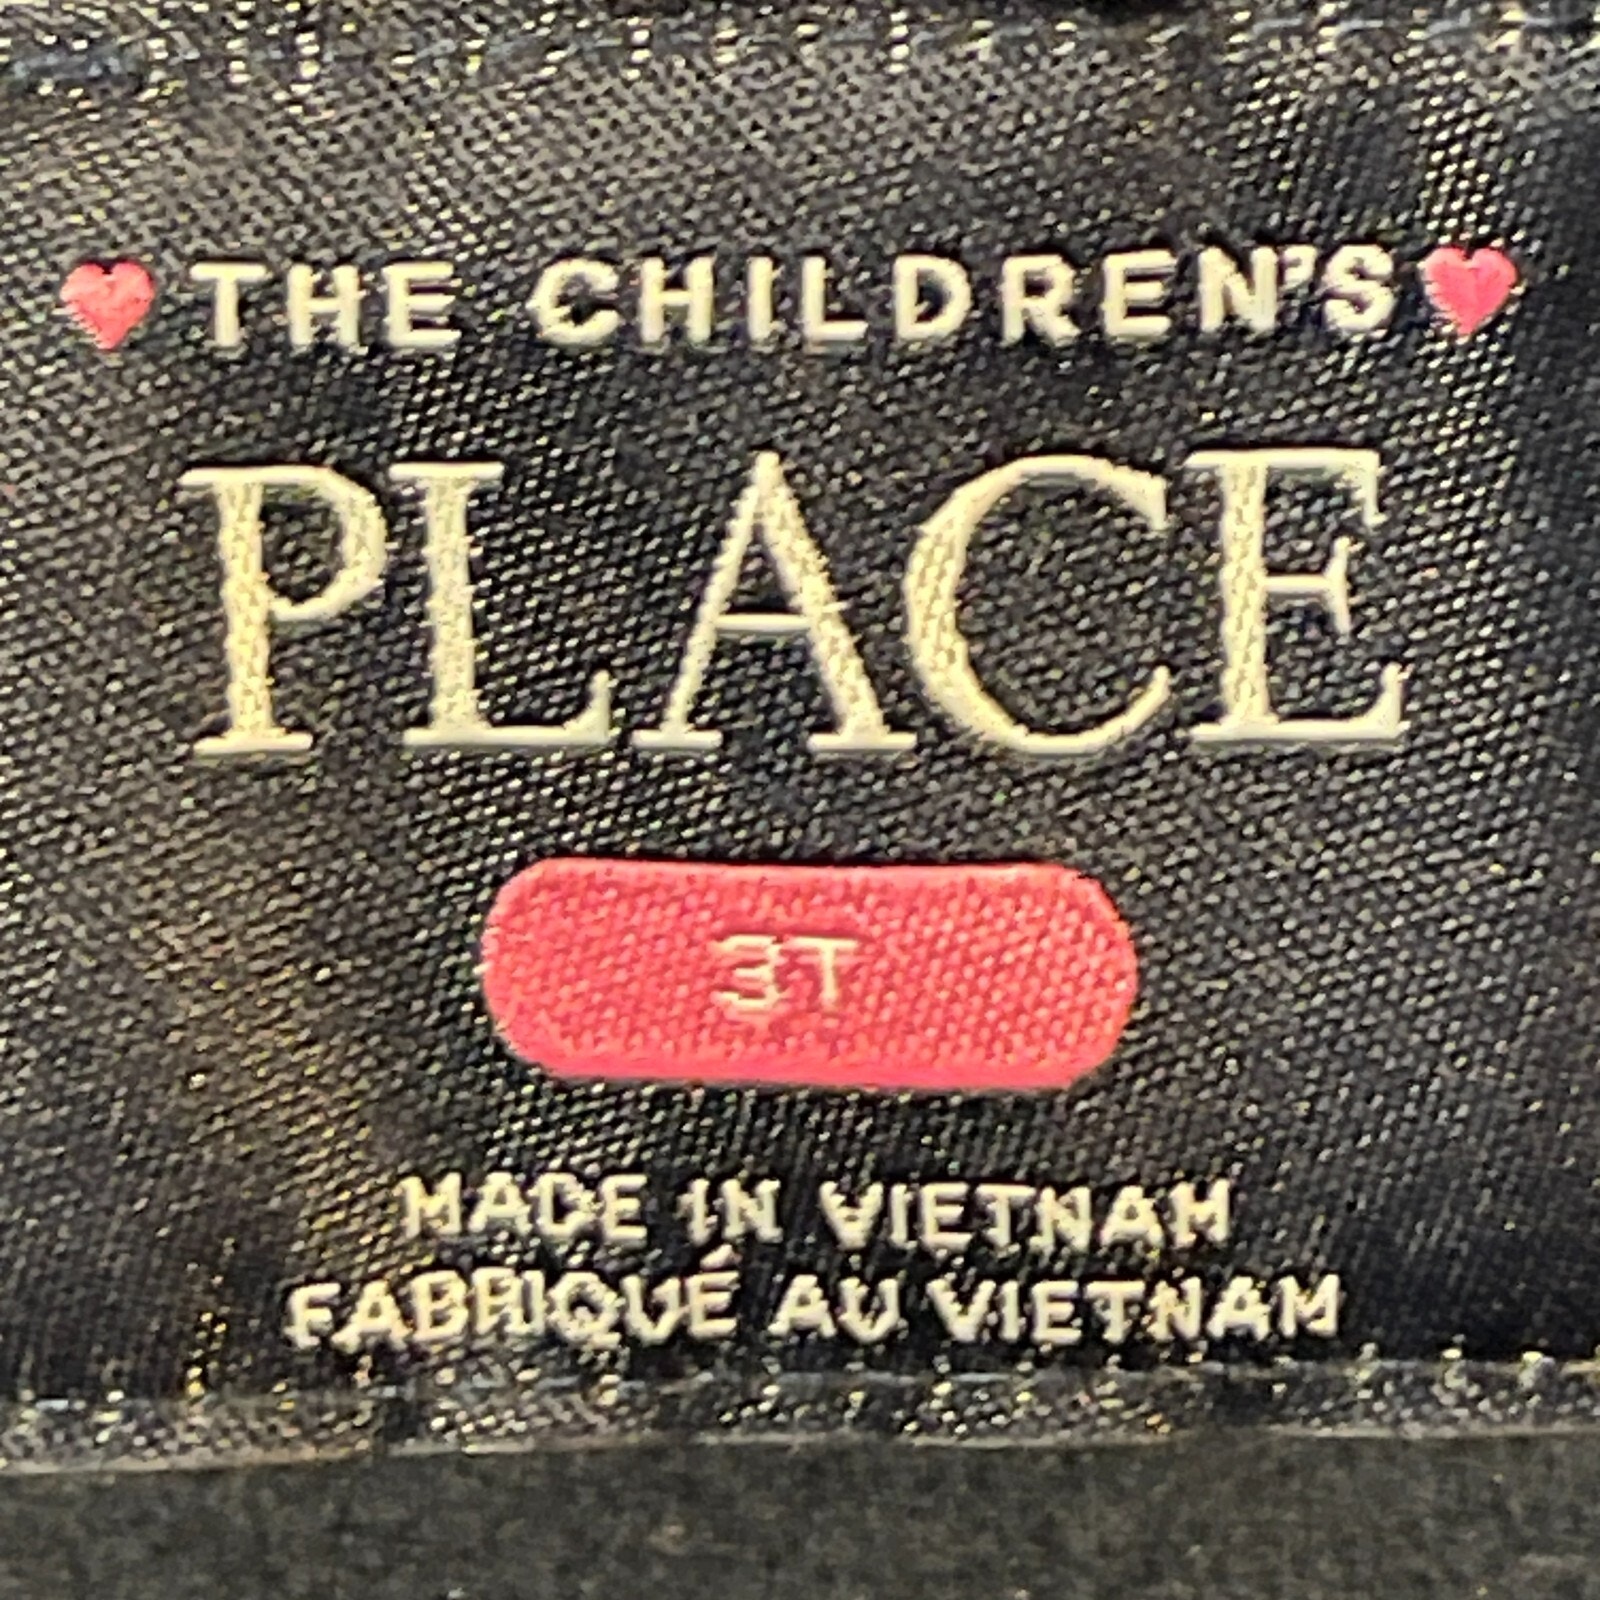 THE CHILDREN'S
PLACE
3T
MADE IN VIETNAM
FABRIQUÉ AU VIETNAM